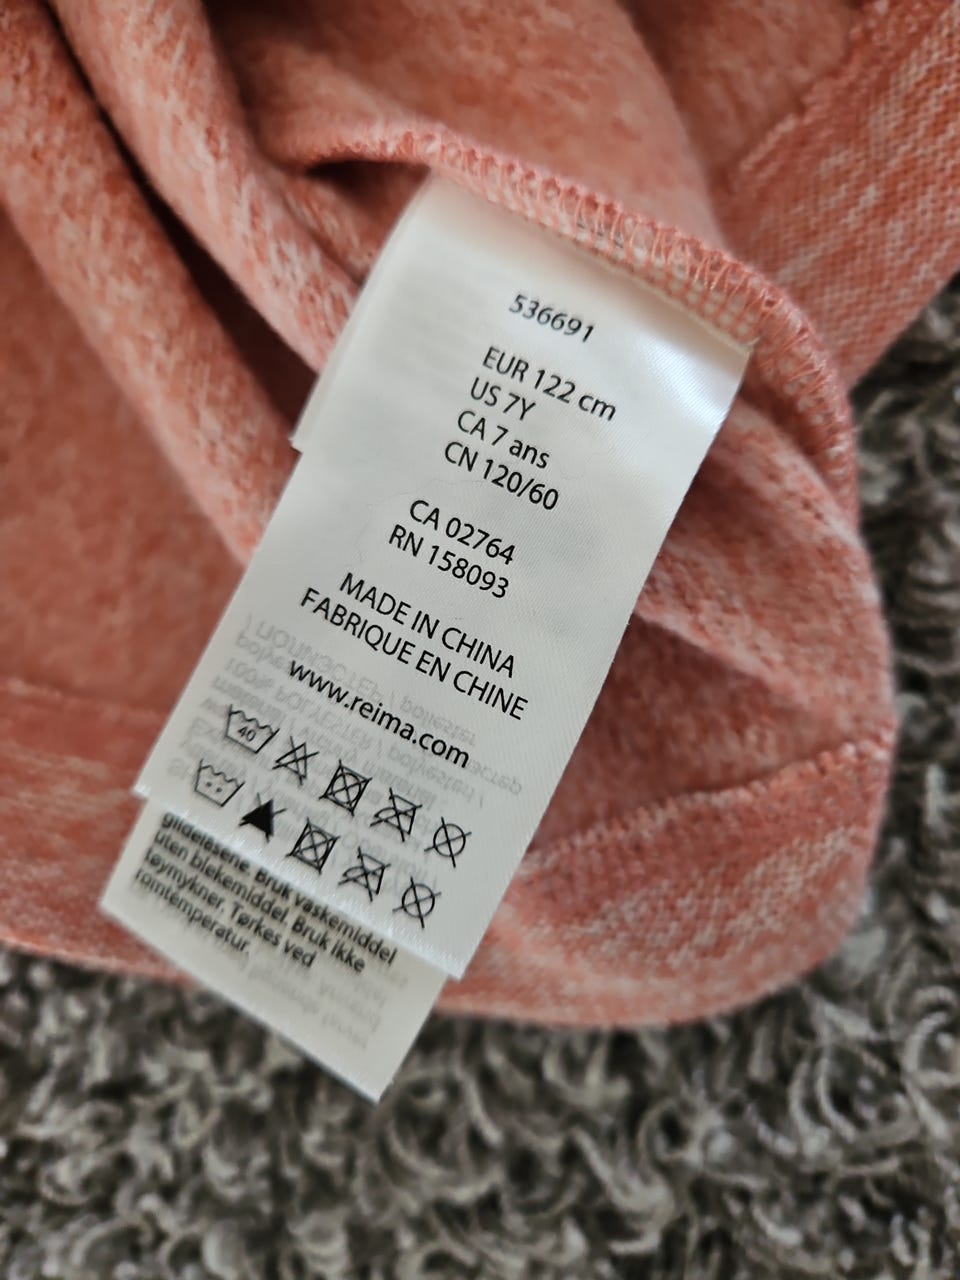 536691
EUR 122 cm
US 7Y
CA 7 ans
CN 120/60
CA 02764
RN 158093
MADE IN CHINA
FABRIQUE EN CHINE
www.reima.com
40
glidelåsene. Bruk vaskemiddel
uten blekemiddel. Bruk ikke
tøymykner. Tørkes ved
romtemperatur.